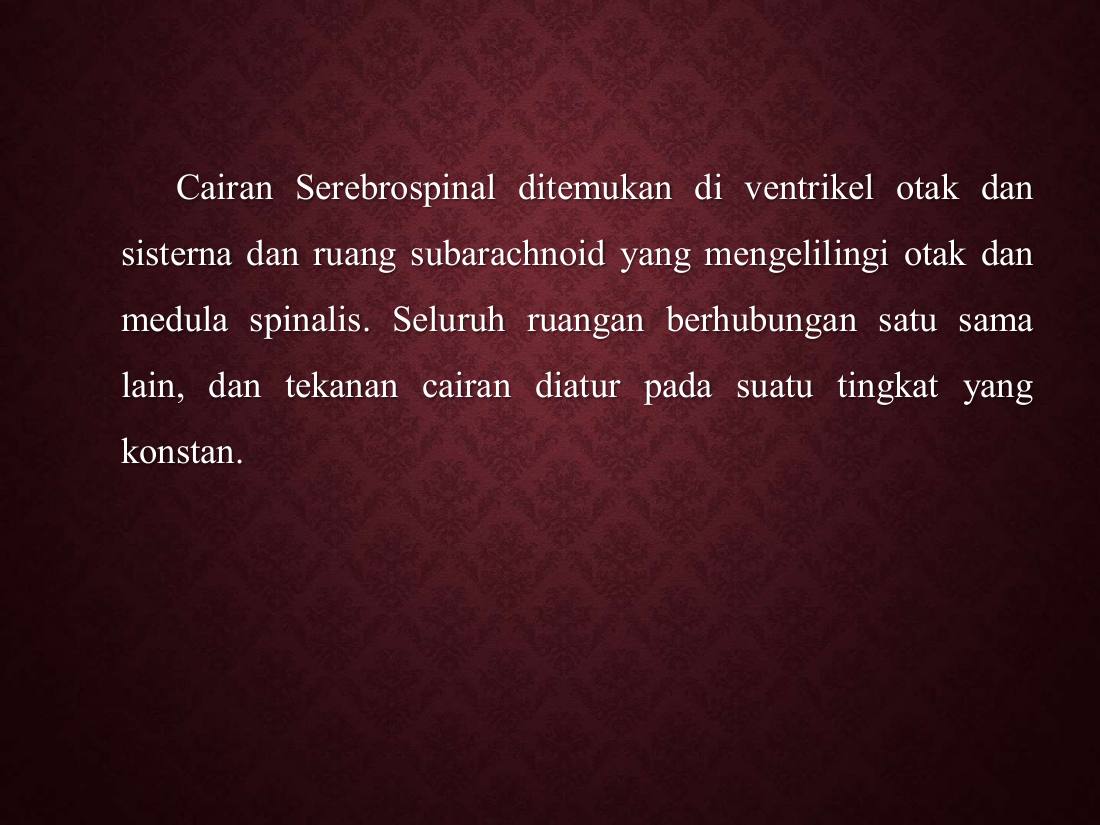 Cairan Serebrospinal ditemukan di ventrikel otak dan
sisterna dan ruang subarachnoid yang mengelilingi otak dan
medula spinalis. Seluruh ruangan berhubungan satu sama
lain, dan tekanan cairan diatur pada suatu tingkat yang
konstan.